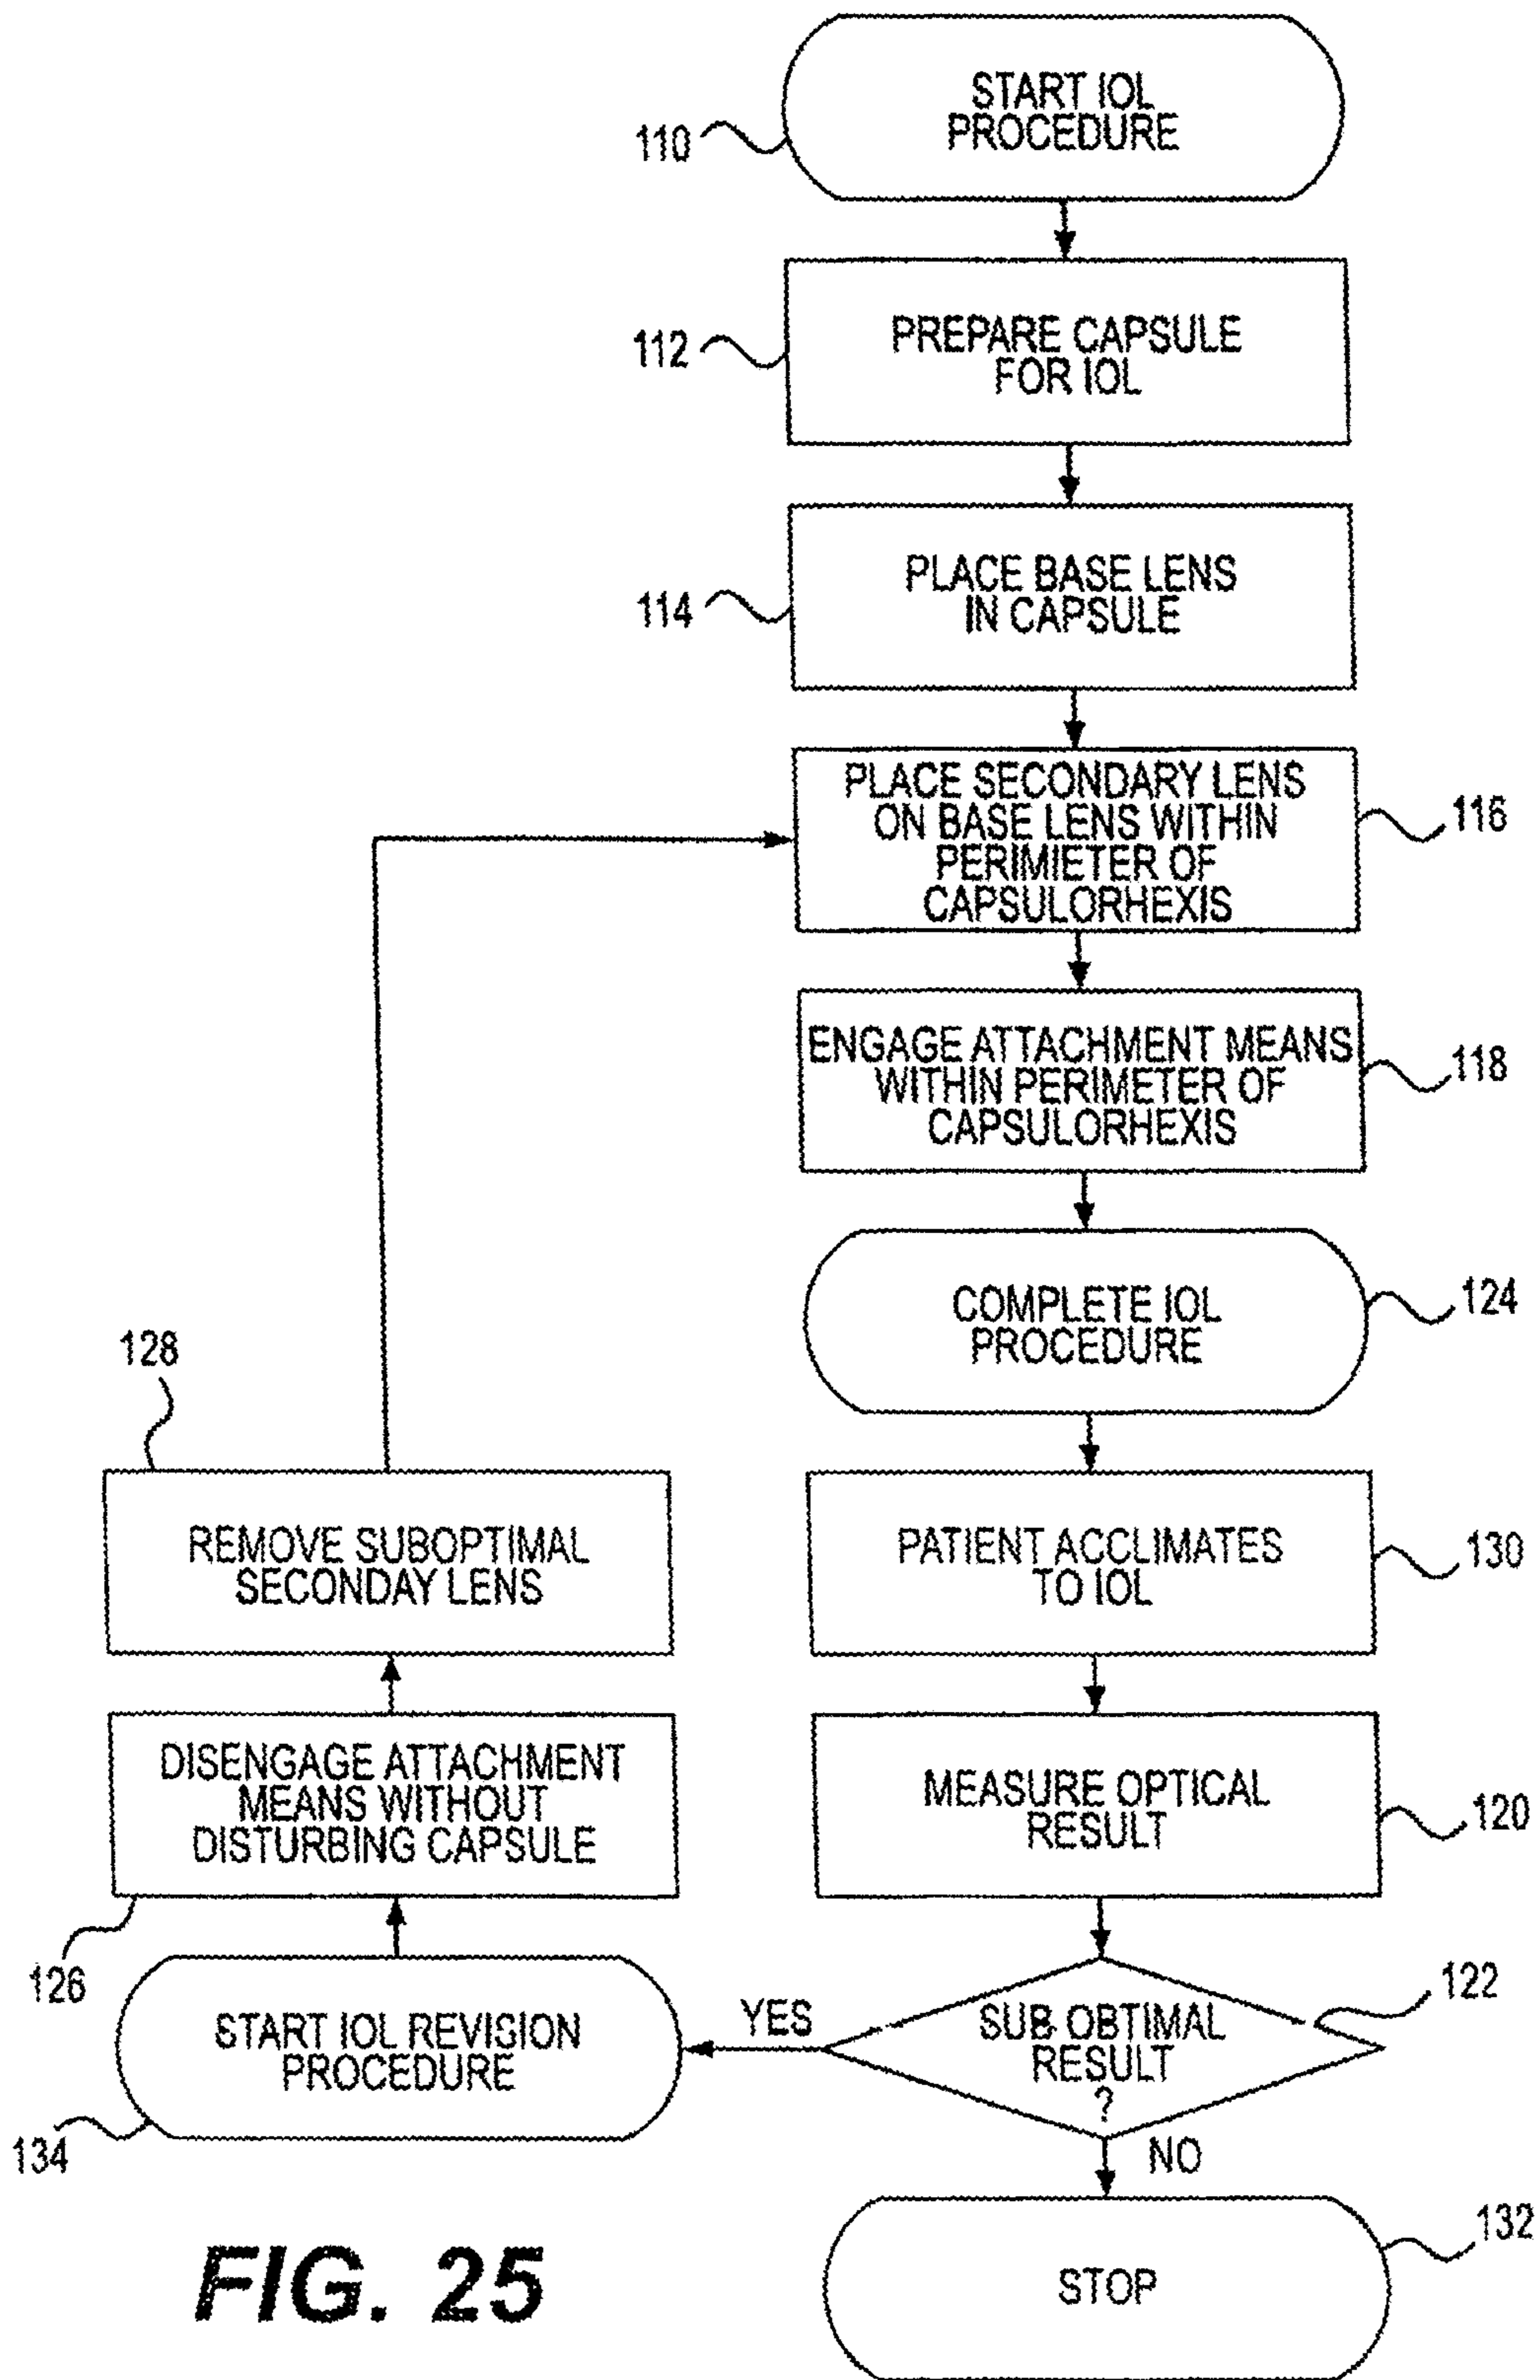 START IOL
PROCEDURE
110
PREPARE CAPSULE
FOR IOL
112
PLACE BASE LENS
IN CAPSULE
114
PLACE SECONDARY LENS
ON BASE LENS WITHIN
PERIMIETER OF
CAPSULORHEXIS
116
ENGAGE ATTACHMENT MEANS
WITHIN PERIMETER OF
CAPSULORHEXIS
118
COMPLETE IOL
PROCEDURE
124
PATIENT ACCLIMATES
TO IOL
130
MEASURE OPTICAL
RESULT
120
SUB OBTIMAL
RESULT
?
122
YES
NO
START IOL REVISION
PROCEDURE
134
DISENGAGE ATTACHMENT
MEANS WITHOUT
DISTURBING CAPSULE
126
REMOVE SUBOPTIMAL
SECONDAY LENS
128
STOP
132
FIG. 25